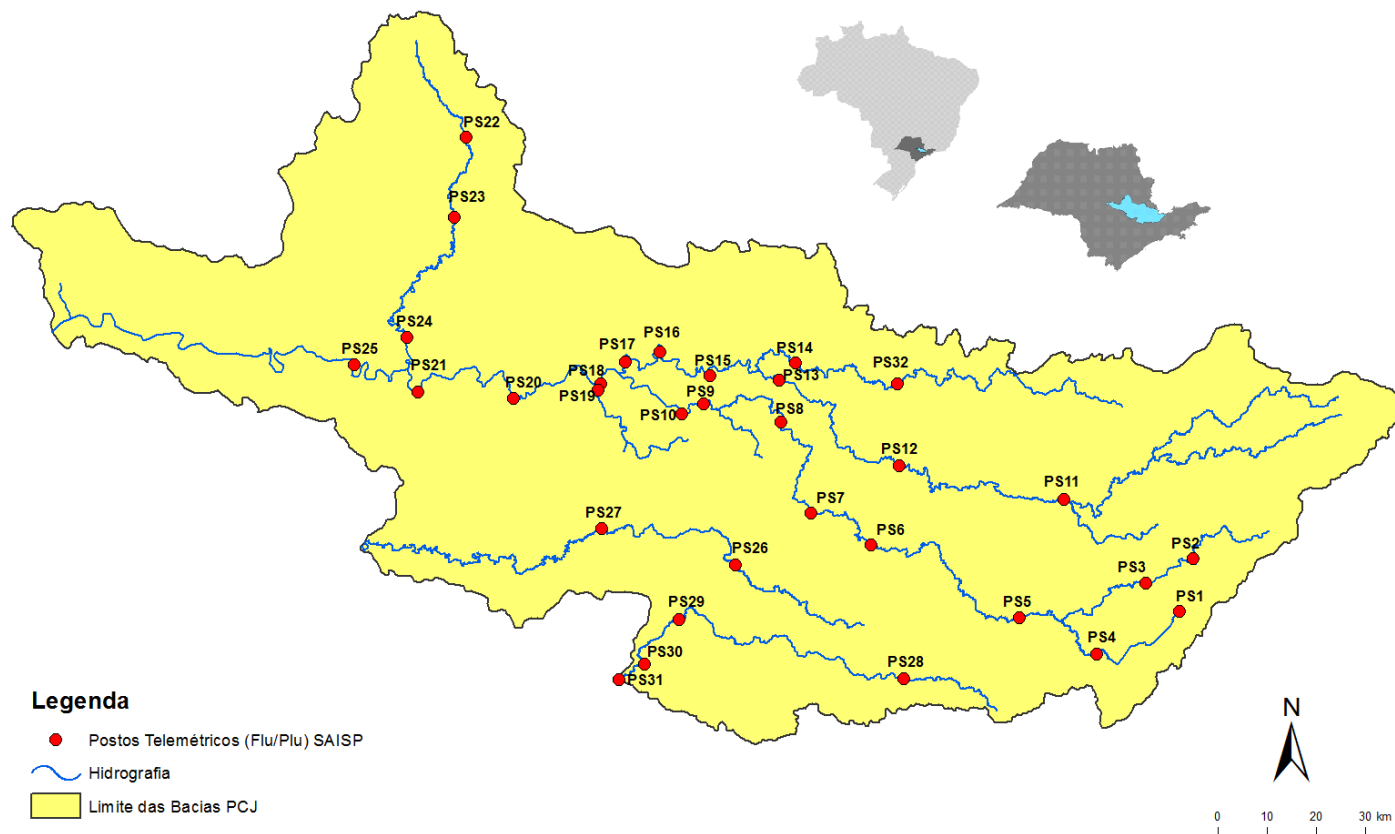 PS22
PS23
PS24
PS25
PS21
PS20
PS17
PS16
PS18
PS19
PS15
PS14
PS13
PS32
PS9
PS10
PS8
PS12
PS11
PS7
PS6
PS27
PS26
PS2
PS3
PS1
PS5
PS4
PS29
PS30
PS31
PS28
Legenda
Postos Telemétricos (Flu/Plu) SAISP
Hidrografia
Limite das Bacias PCJ
N
0 10 20 30 km